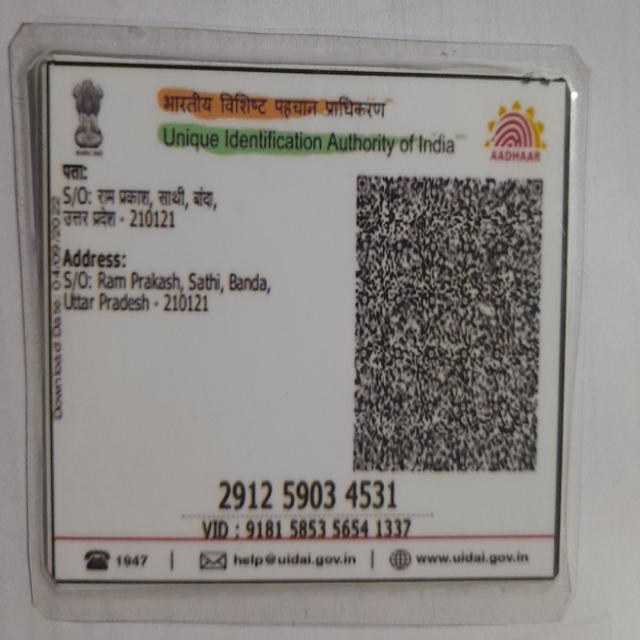 भारतीय विशिष्ट पहचान प्राधिकरण
Unique Identification Authority of India
AADHAAR
पता:
S/O: राम प्रकाश, साथी, बांदा,
उत्तर प्रदेश - 210121
Address:
S/O: Ram Prakash, Sathi, Banda,
Uttar Pradesh - 210121
Download Date: 04/09/2022
2912 5903 4531
VID : 9181 5853 5654 1337
1947 | help@uidai.gov.in | www.uidai.gov.in